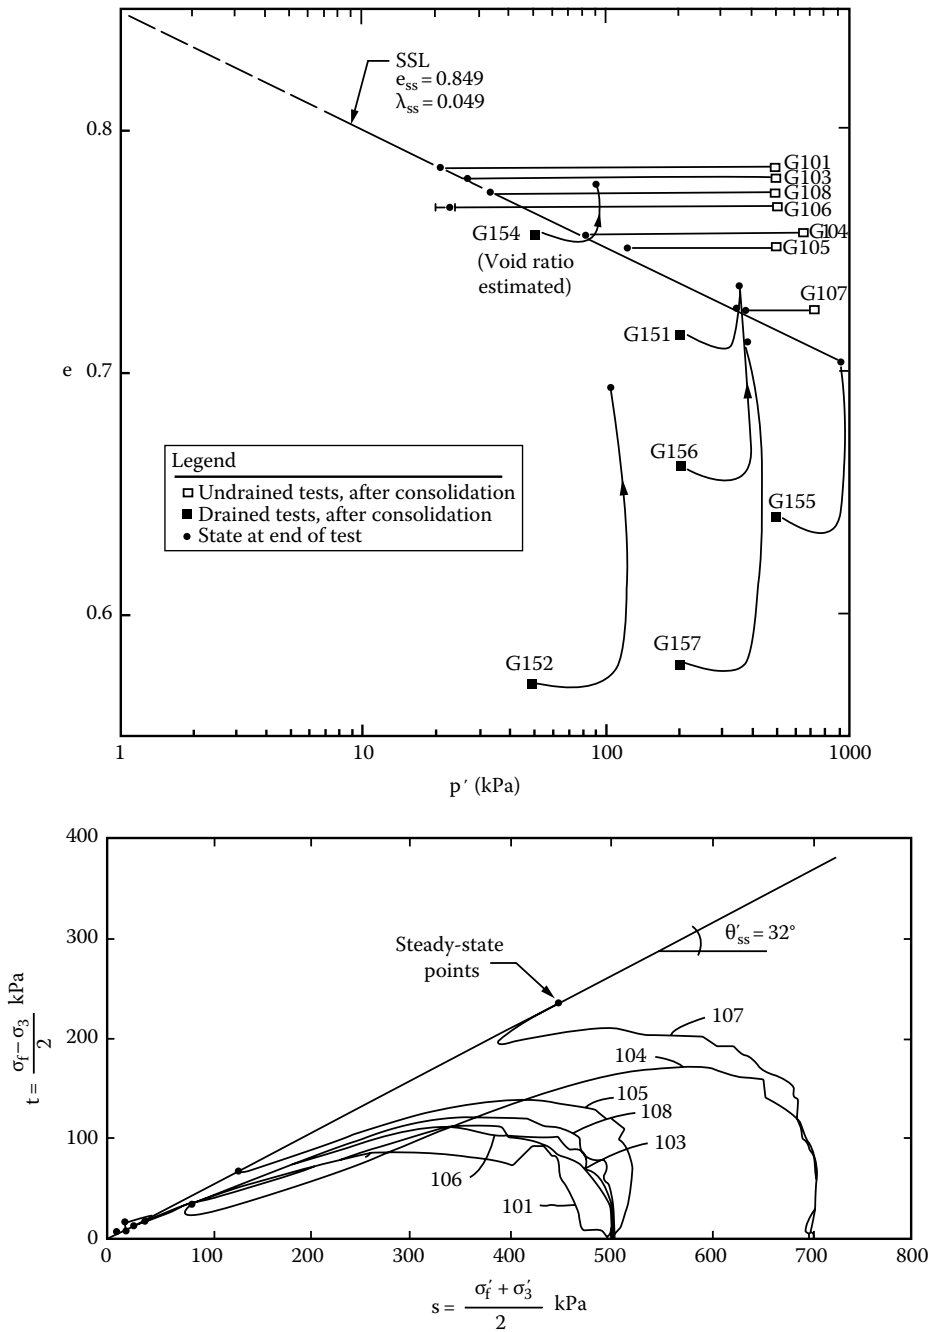 SSL
e_ss = 0.849
λ_ss = 0.049
0.8
G101
G103
G108
G106
G104
G105
G154
(Void ratio
estimated)
G107
G151
e
0.7
G156
G155
Legend
Undrained tests, after consolidation
Drained tests, after consolidation
State at end of test
0.6
G157
G152
1
10
100
1000
p′ (kPa)
400
300
200
100
0
θ′_ss = 32°
Steady-state
points
107
104
105
108
103
106
101
t = (σ_f − σ_3)/2 kPa
0 100 200 300 400 500 600 700 800
s = (σ′_f + σ′_3)/2 kPa